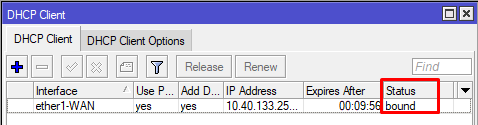 DHCP Client
DHCP Client DHCP Client Options
Release Renew Find
Interface Use P... Add D... IP Address Expires After Status
ether1-WAN yes yes 10.40.133.25... 00:09:56 bound